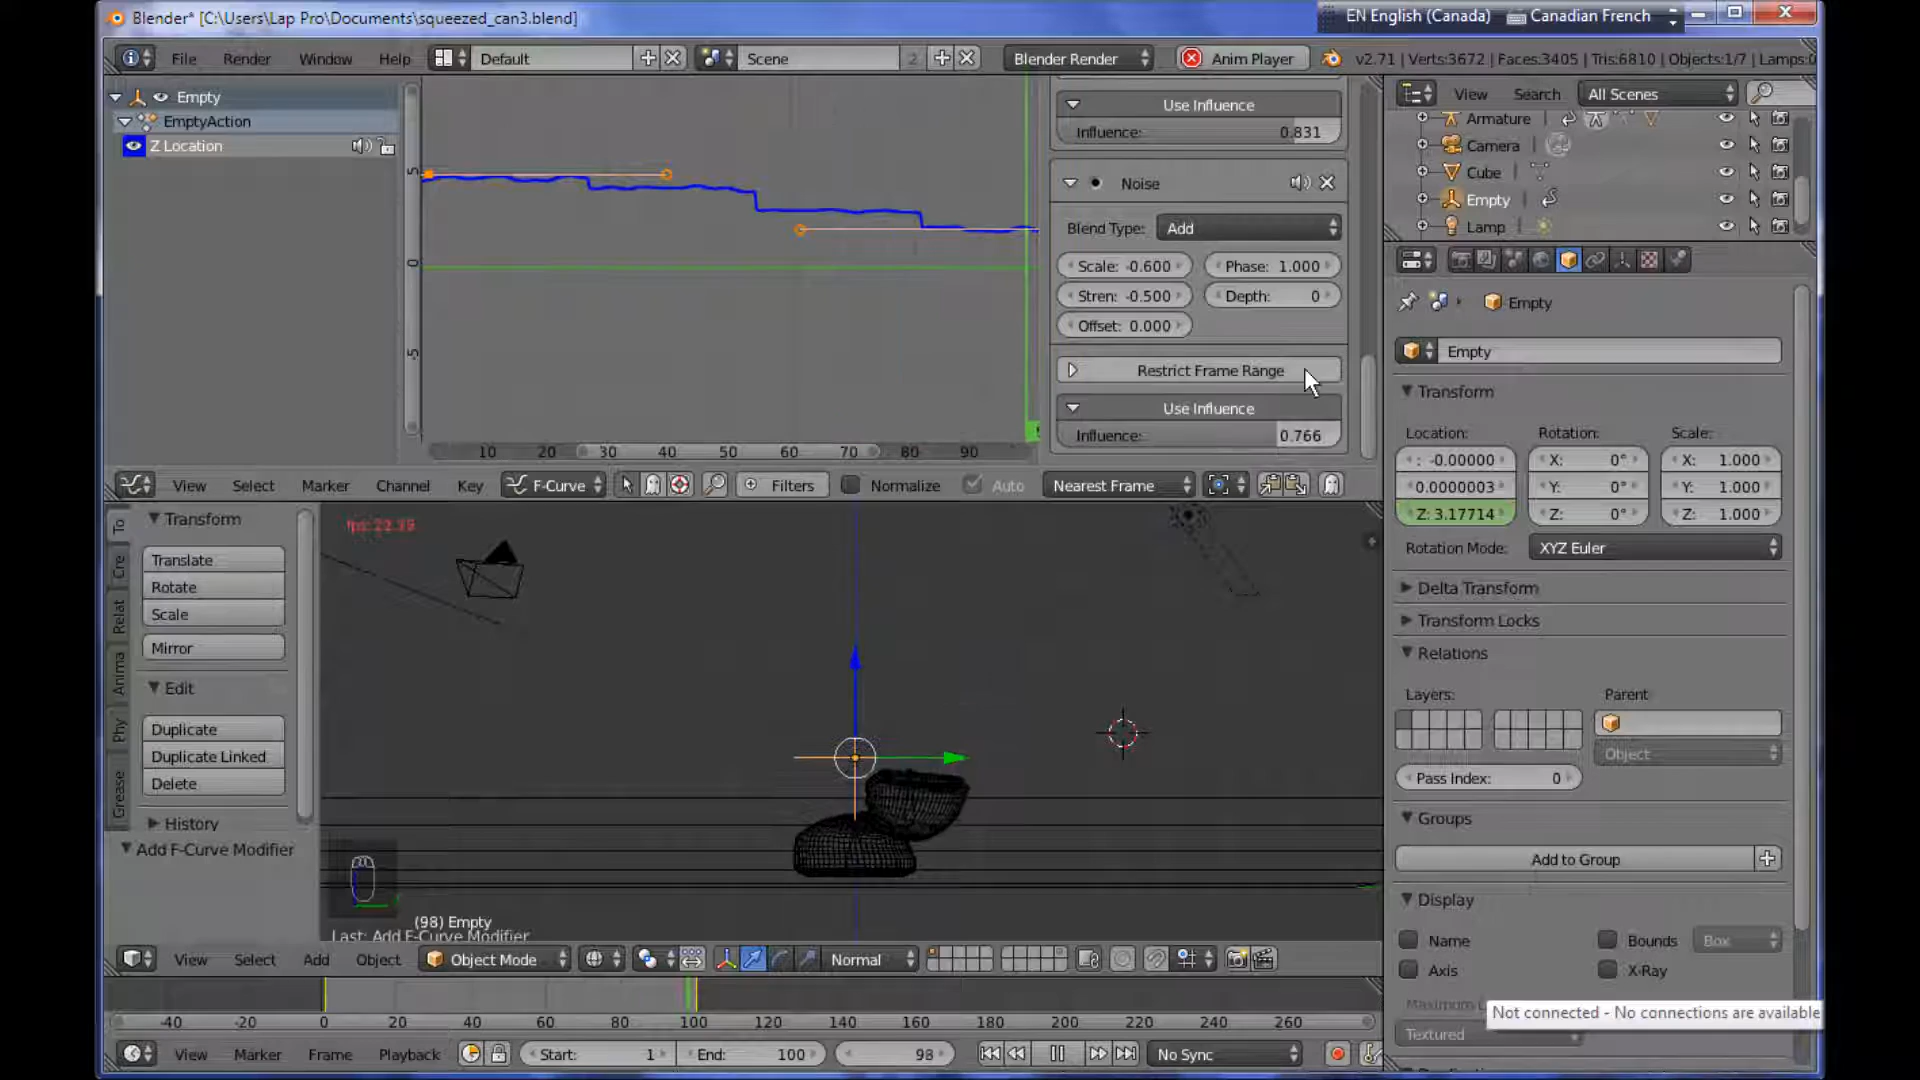 Blender* [C:\Users\Lap Pro\Documents\squeezed_can3.blend]
EN English (Canada) Canadian French
File Render Window Help Default Scene 2 Blender Render Anim Player v2.71 | Verts:3672 | Faces:3405 | Tris:6810 | Objects:1/7 | Lamps:0
Empty
EmptyAction
Z Location
5
0
-5
10 20 30 40 50 60 70 80 90
Use Influence
Influence: 0.831
Noise
Blend Type: Add
Scale: -0.600 Phase: 1.000
Stren: -0.500 Depth: 0
Offset: 0.000
Restrict Frame Range
Use Influence
Influence: 0.766
View Select Marker Channel Key F-Curve Filters Normalize Auto Nearest Frame
View Search All Scenes
Armature
Camera
Cube
Empty
Lamp
Empty
Empty
Transform
Location: Rotation: Scale:
: -0.00000 X: 0° X: 1.000
0.0000003 Y: 0° Y: 1.000
Z: 3.17714 Z: 0° Z: 1.000
Rotation Mode: XYZ Euler
Delta Transform
Transform Locks
Relations
Layers: Parent
Object
Pass Index: 0
Groups
Add to Group
Display
Name Bounds Box
Axis X-Ray
Not connected - No connections are available
Textured
To
Cre
Relat
Anima
Phy
Grease
Transform
Translate
Rotate
Scale
Mirror
Edit
Duplicate
Duplicate Linked
Delete
History
Add F-Curve Modifier
(98) Empty
Last: Add F-Curve Modifier
View Select Add Object Object Mode Normal
-40 -20 0 20 40 60 80 100 120 140 160 180 200 220 240 260
View Marker Frame Playback Start: 1 End: 100 98 No Sync